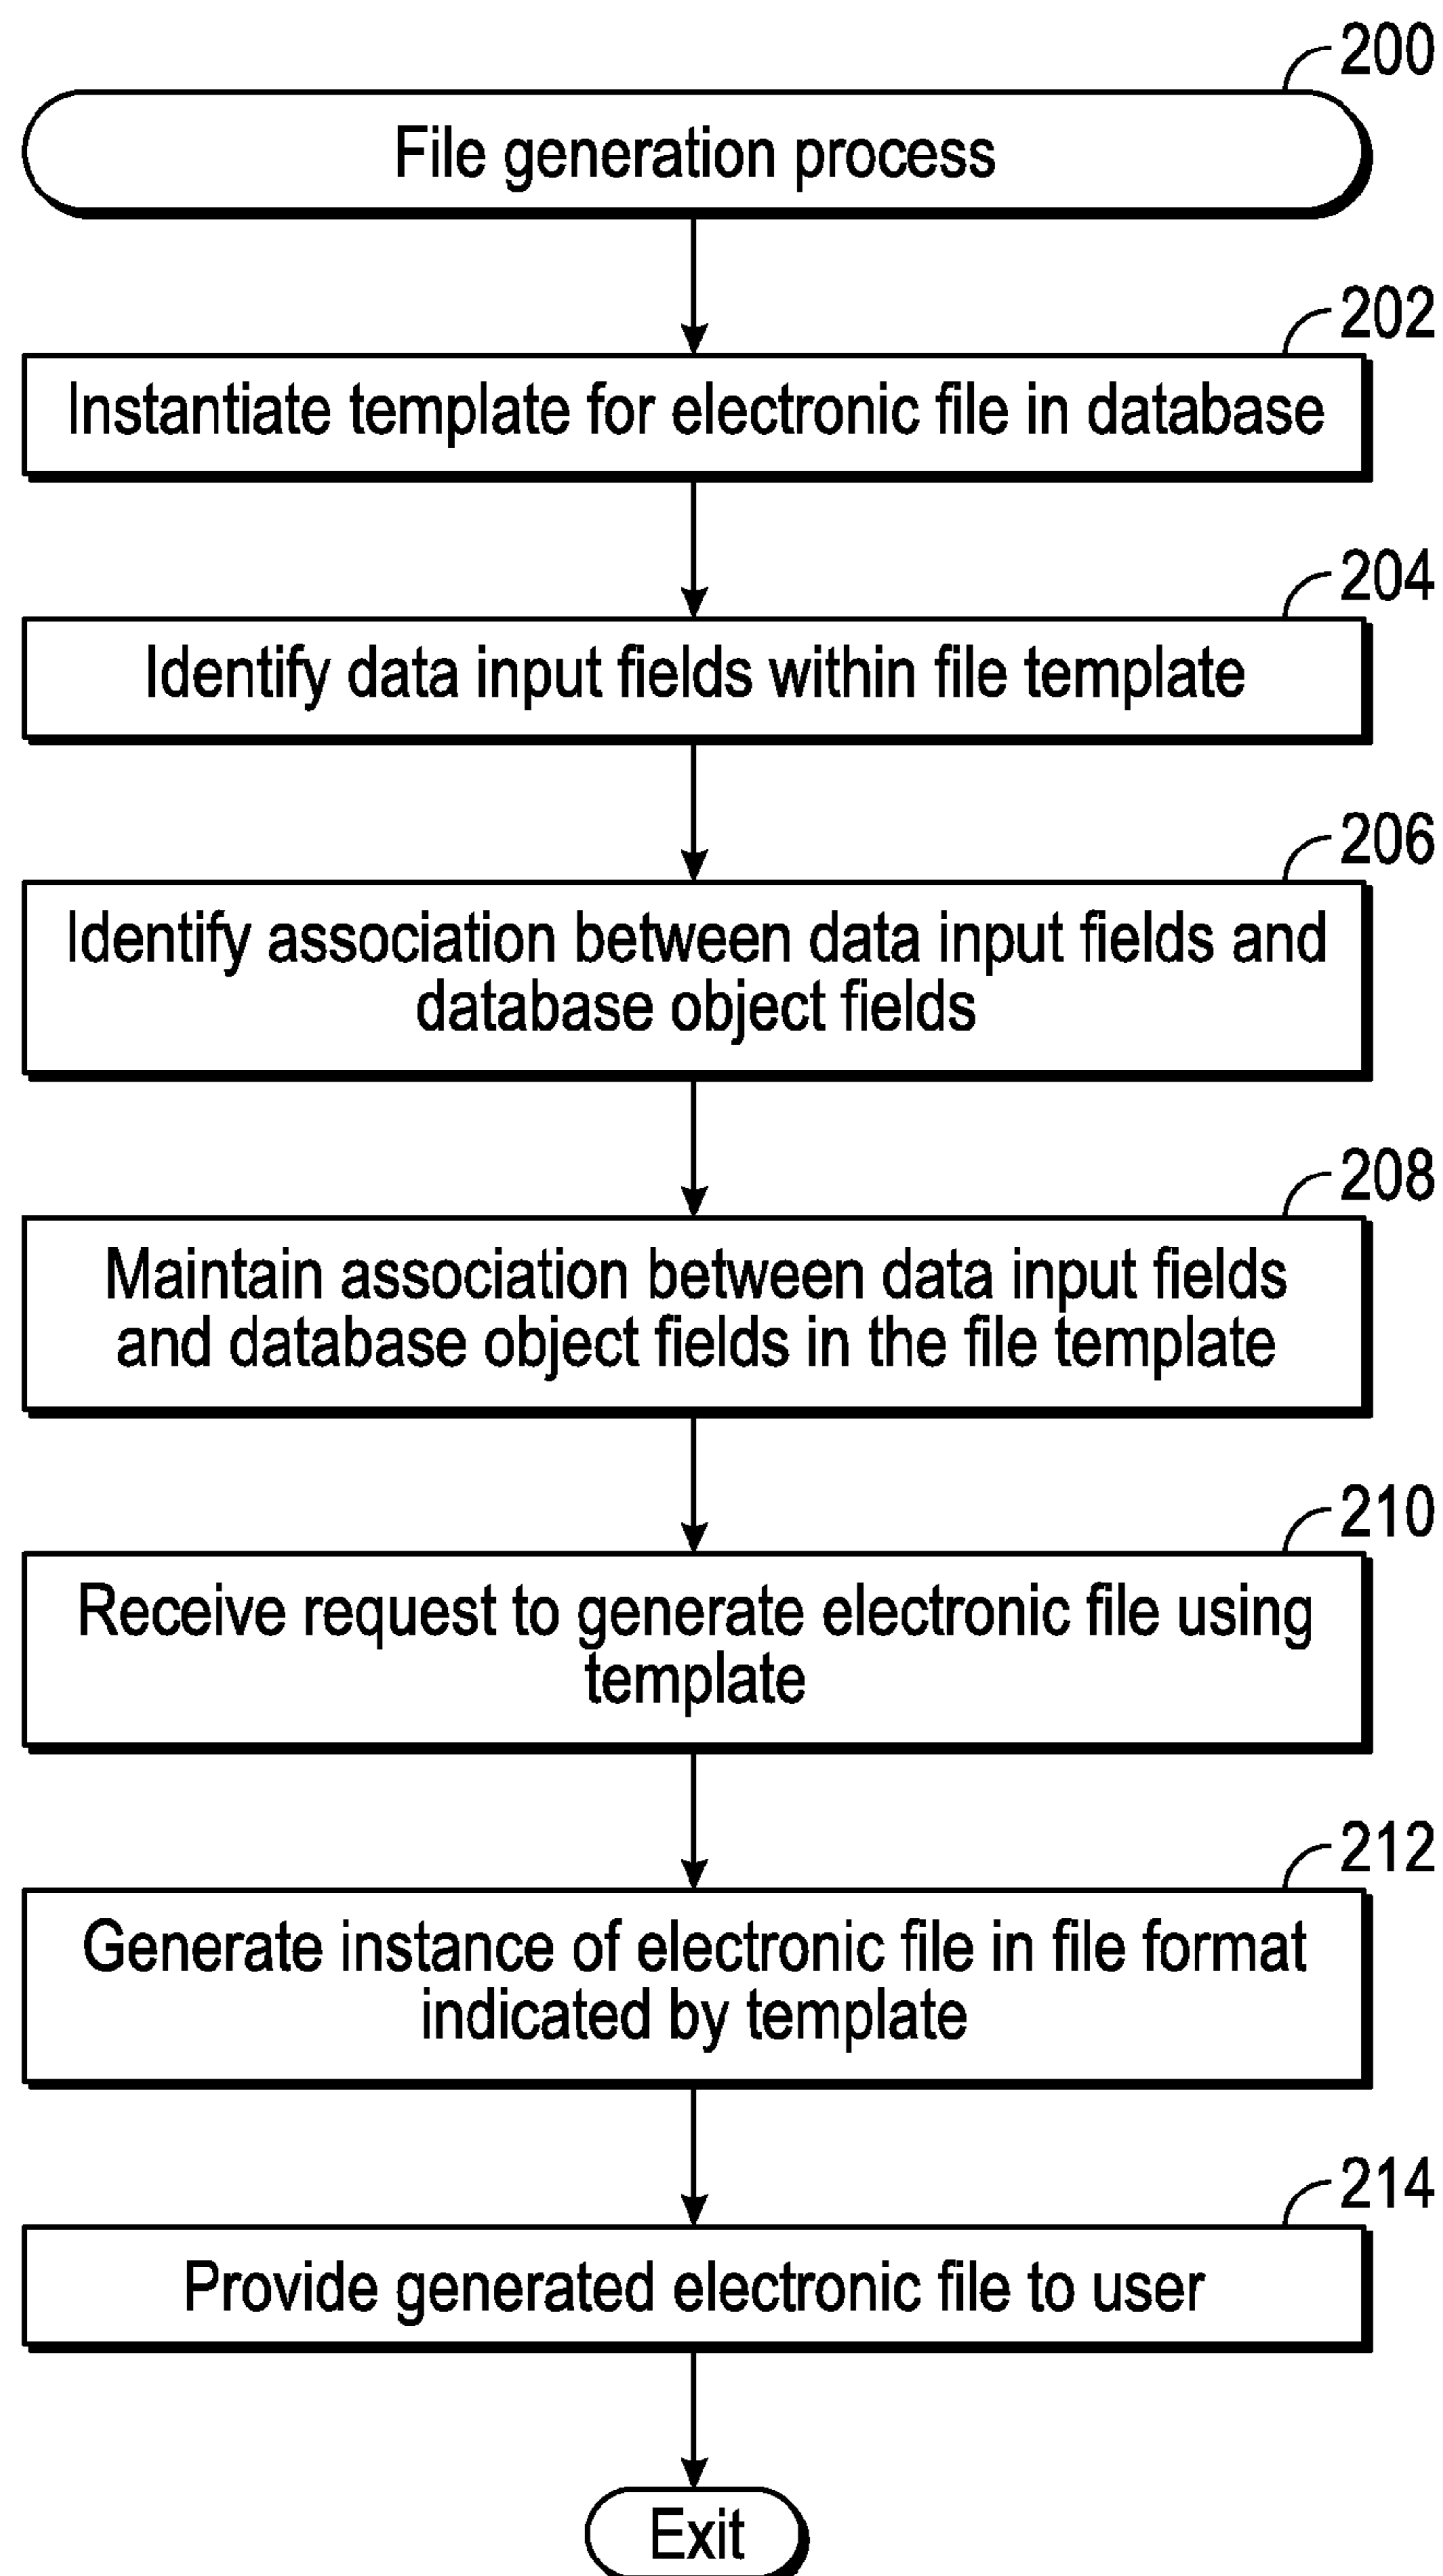 200
File generation process
202
Instantiate template for electronic file in database
204
Identify data input fields within file template
206
Identify association between data input fields and
database object fields
208
Maintain association between data input fields
and database object fields in the file template
210
Receive request to generate electronic file using
template
212
Generate instance of electronic file in file format
indicated by template
214
Provide generated electronic file to user
Exit